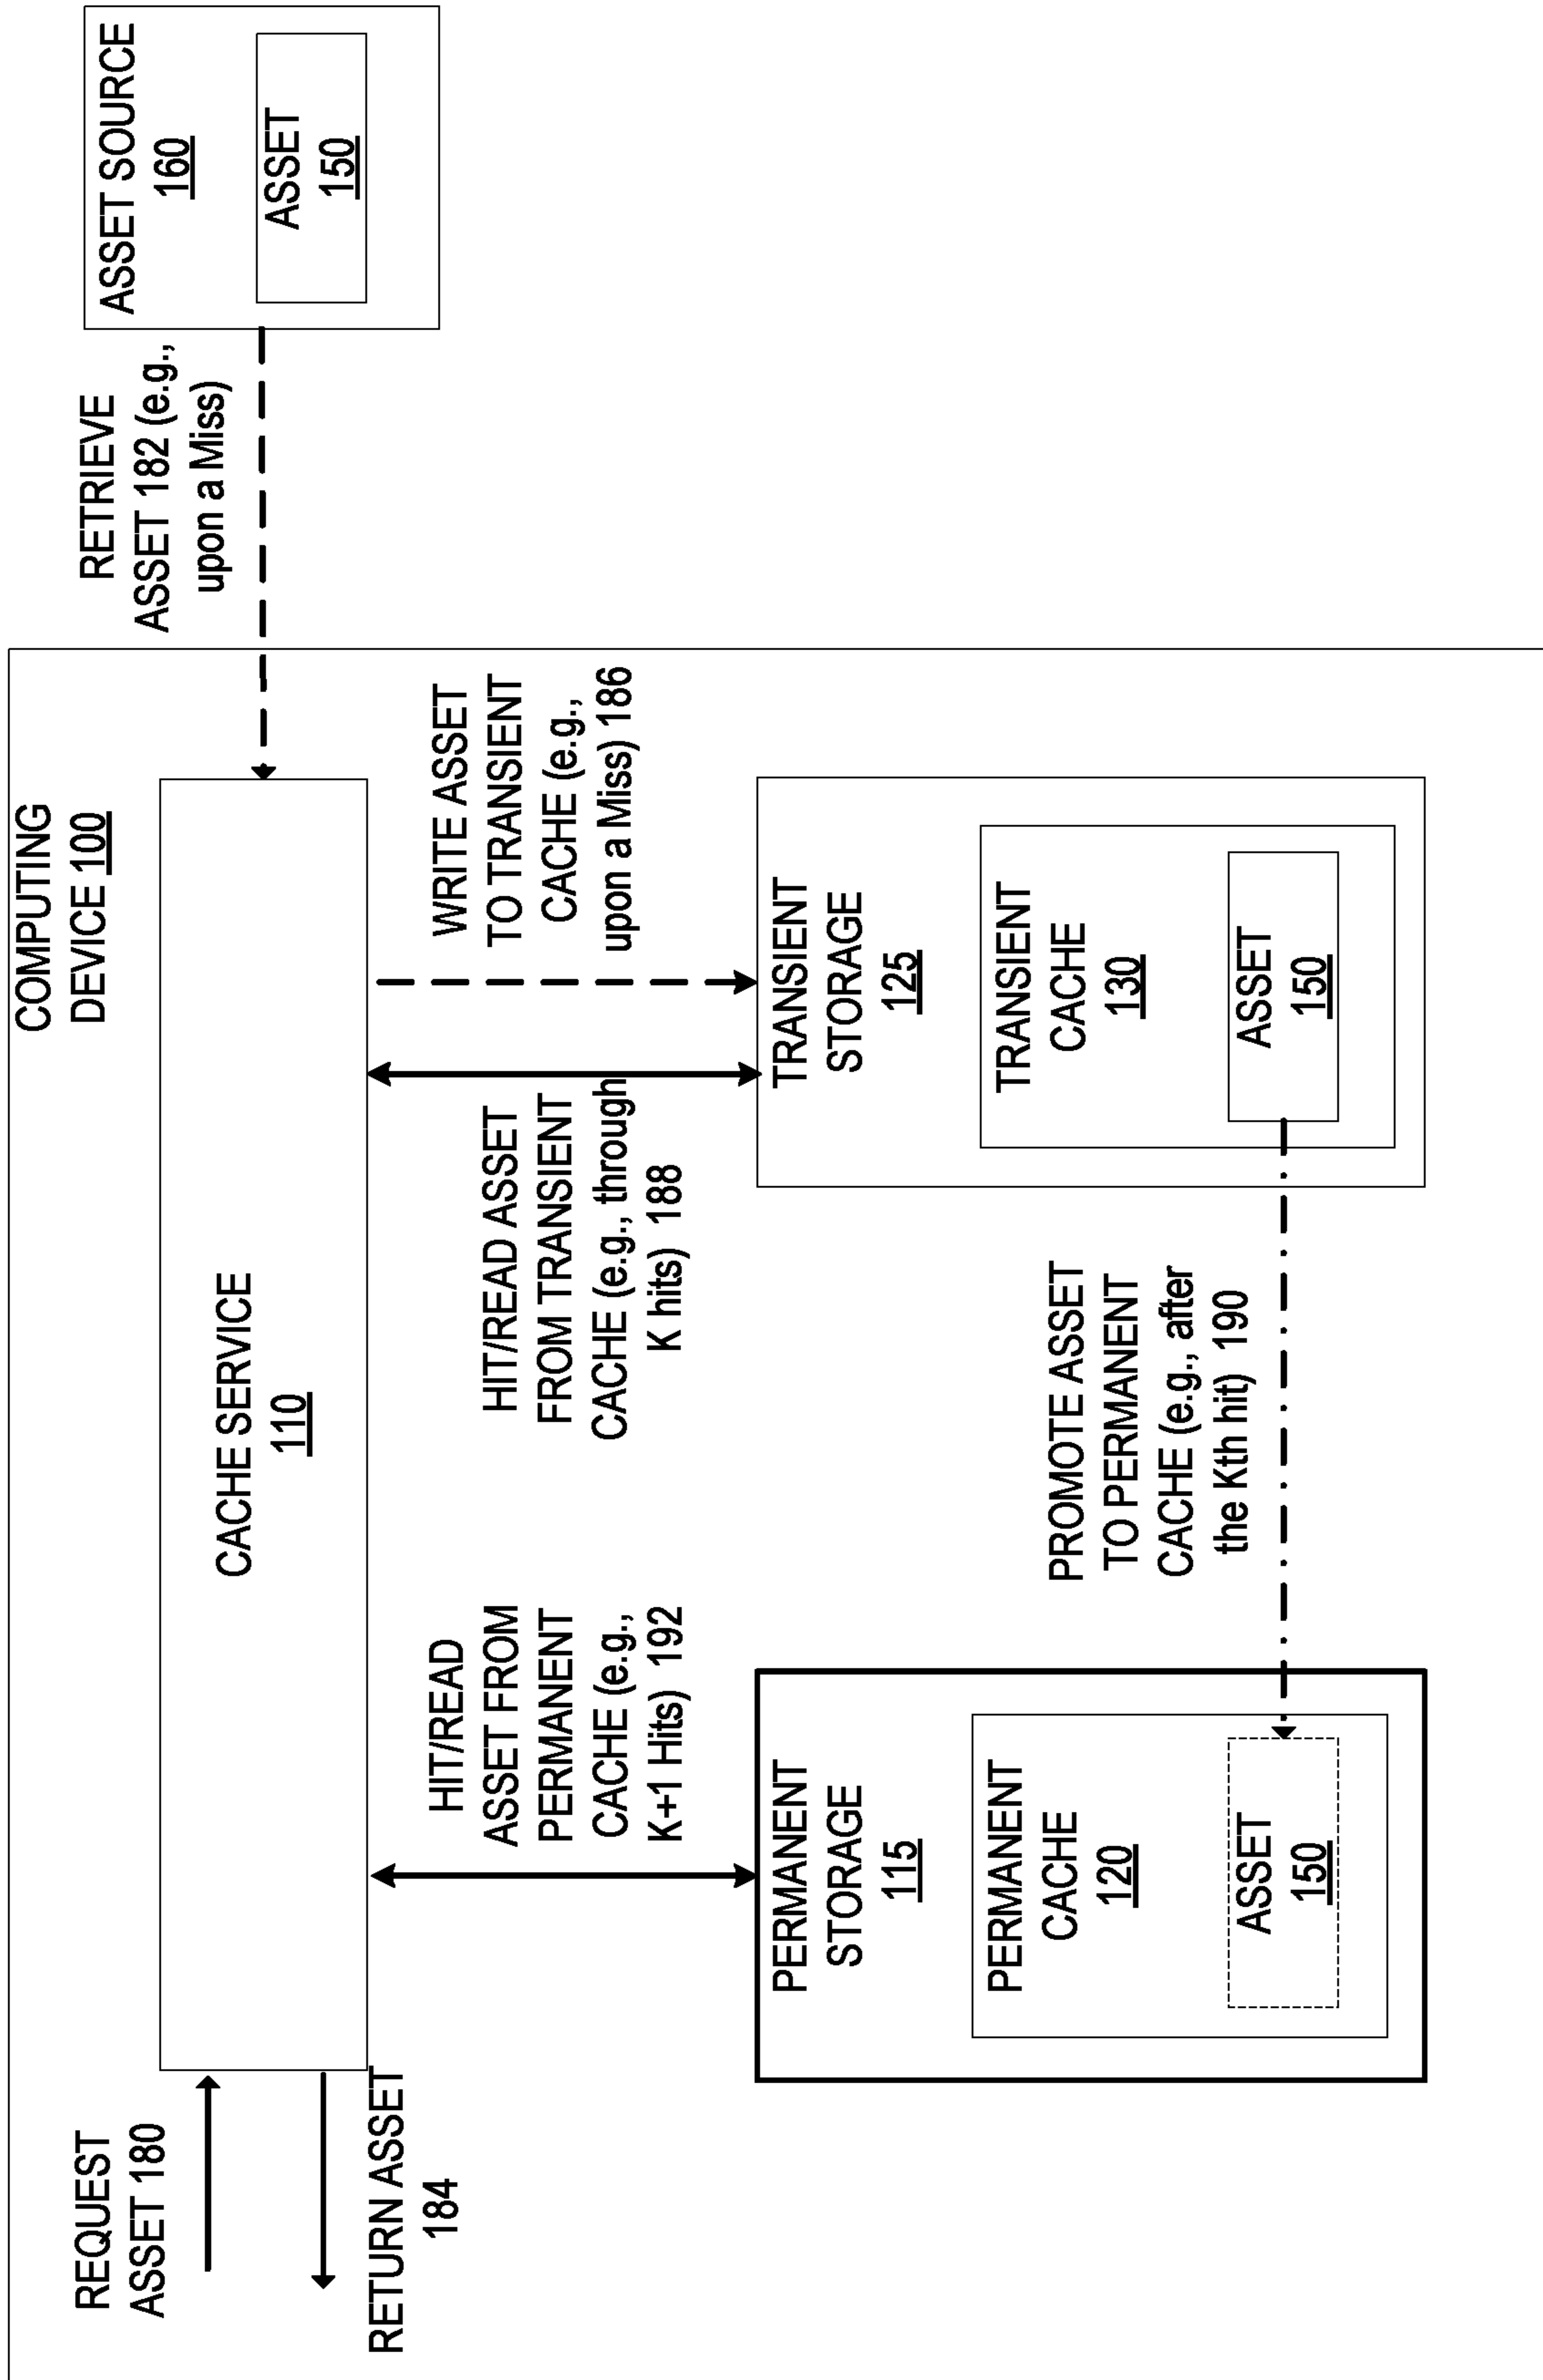 COMPUTING
DEVICE 100
REQUEST
ASSET 180
RETURN ASSET
184
CACHE SERVICE
110
RETRIEVE
ASSET 182 (e.g.,
upon a Miss)
ASSET SOURCE
160
ASSET
150
HIT/READ
ASSET FROM
PERMANENT
CACHE (e.g.,
K+1 Hits) 192
HIT/READ ASSET
FROM TRANSIENT
CACHE (e.g., through
K hits) 188
WRITE ASSET
TO TRANSIENT
CACHE (e.g.,
upon a Miss) 186
PERMANENT
STORAGE
115
PERMANENT
CACHE
120
ASSET
150
PROMOTE ASSET
TO PERMANENT
CACHE (e.g., after
the Kth hit) 190
TRANSIENT
STORAGE
125
TRANSIENT
CACHE
130
ASSET
150